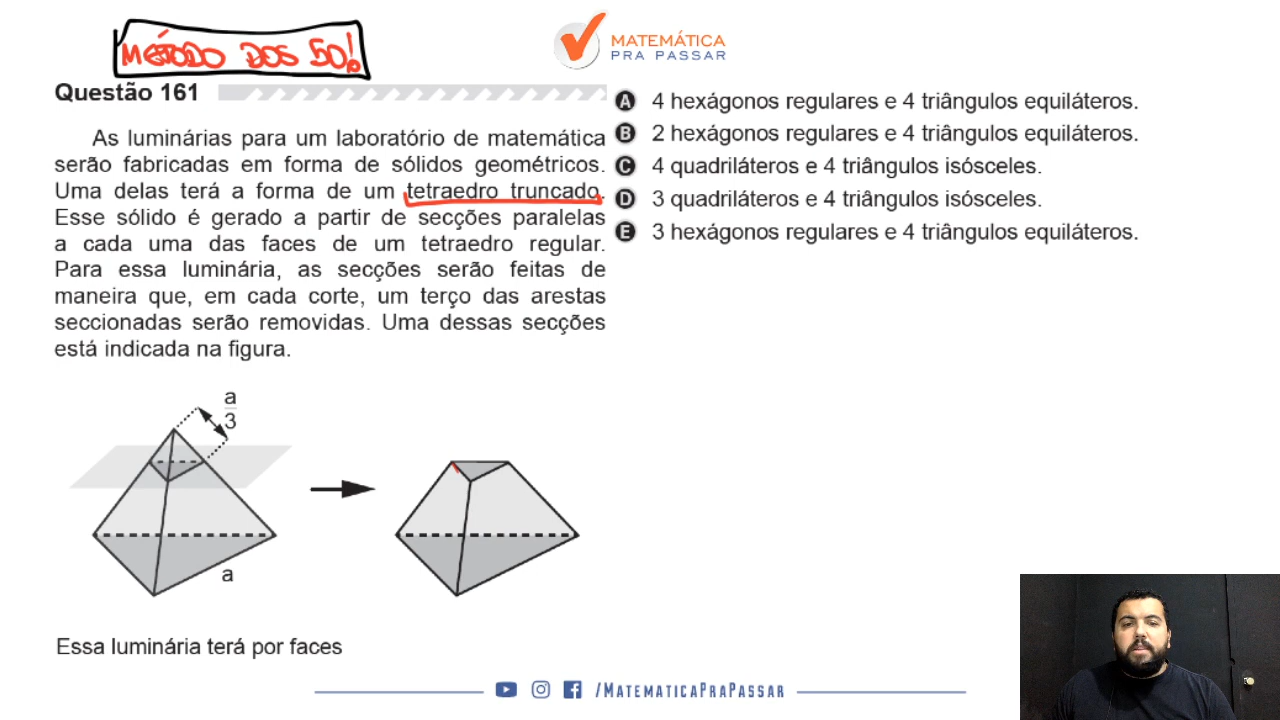 MÉTODO DOS 50!
MATEMÁTICA
PRA PASSAR
Questão 161
As luminárias para um laboratório de matemática
serão fabricadas em forma de sólidos geométricos.
Uma delas terá a forma de um tetraedro truncado.
Esse sólido é gerado a partir de secções paralelas
a cada uma das faces de um tetraedro regular.
Para essa luminária, as secções serão feitas de
maneira que, em cada corte, um terço das arestas
seccionadas serão removidas. Uma dessas secções
está indicada na figura.
a
3
a
Essa luminária terá por faces
A 4 hexágonos regulares e 4 triângulos equiláteros.
B 2 hexágonos regulares e 4 triângulos equiláteros.
C 4 quadriláteros e 4 triângulos isósceles.
D 3 quadriláteros e 4 triângulos isósceles.
E 3 hexágonos regulares e 4 triângulos equiláteros.
/MATEMATICAPRAPASSAR